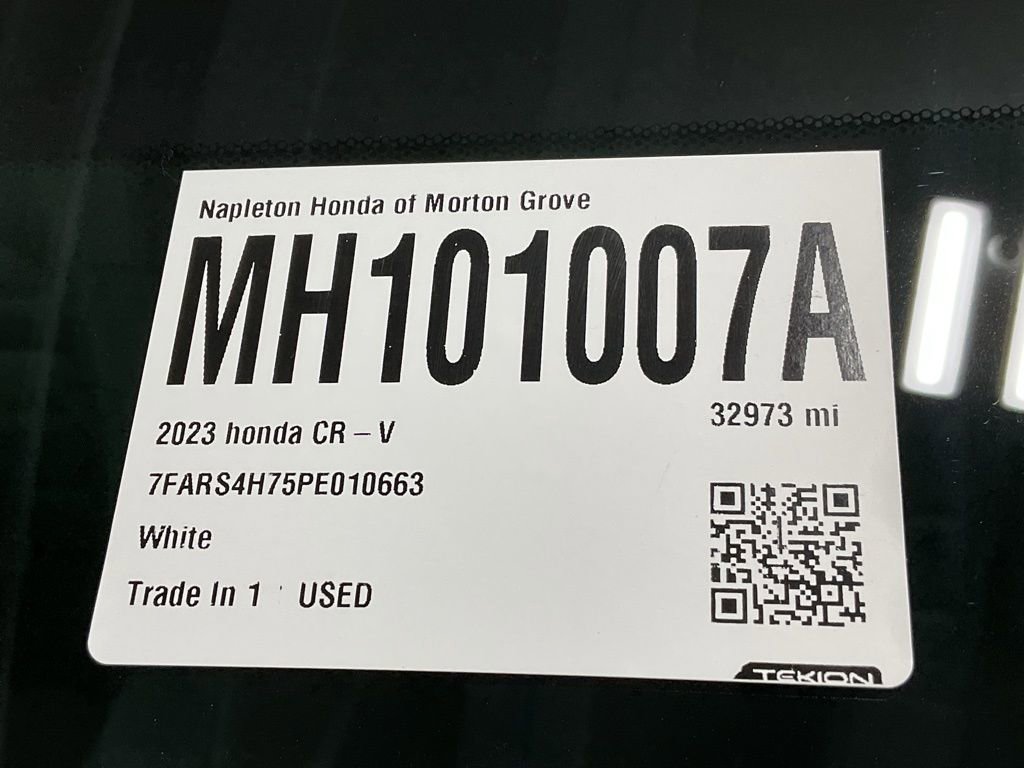 Napleton Honda of Morton Grove
MH101007A
32973 mi
2023 honda CR – V
7FARS4H75PE010663
White
Trade In 1 USED
TEKION